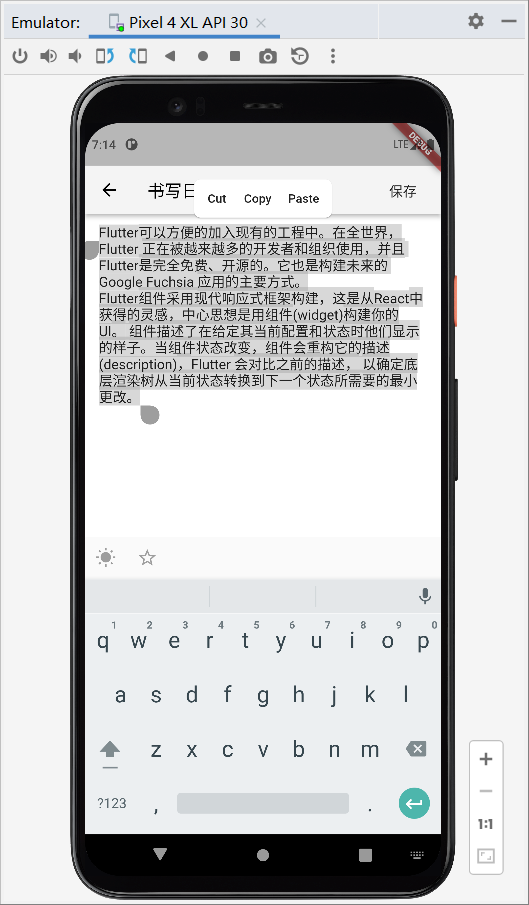 Emulator: Pixel 4 XL API 30
7:14
LTE
DEBUG
书写日
Cut Copy Paste
保存
Flutter可以方便的加入现有的工程中。在全世界，
Flutter 正在被越来越多的开发者和组织使用，并且
Flutter是完全免费、开源的。它也是构建未来的
Google Fuchsia 应用的主要方式。
Flutter组件采用现代响应式框架构建，这是从React中
获得的灵感，中心思想是用组件(widget)构建你的
UI。 组件描述了在给定其当前配置和状态时他们显示
的样子。当组件状态改变，组件会重构它的描述
(description)，Flutter 会对比之前的描述， 以确定底
层渲染树从当前状态转换到下一个状态所需要的最小
更改。
1 2 3 4 5 6 7 8 9 0
q w e r t y u i o p
a s d f g h j k l
z x c v b n m
?123 , .
1:1